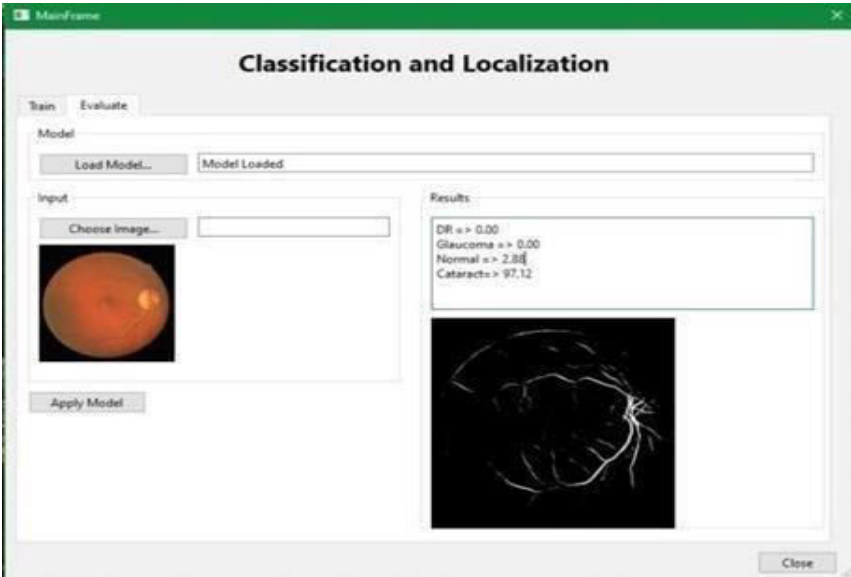 MainFrame
Classification and Localization
Train Evaluate
Model
Load Model... Model Loaded
Input
Choose Image...
Apply Model
Results
DR => 0.00
Glaucoma => 0.00
Normal => 2.88
Cataract=> 97.12
Close